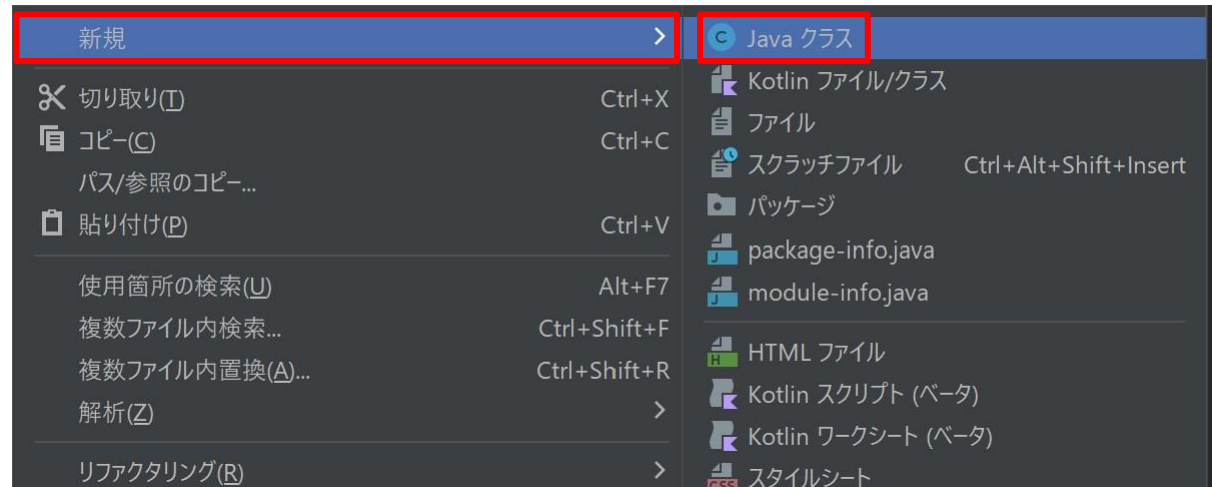 新規
切り取り(T) Ctrl+X
コピー(C) Ctrl+C
パス/参照のコピー...
貼り付け(P) Ctrl+V
使用箇所の検索(U) Alt+F7
複数ファイル内検索... Ctrl+Shift+F
複数ファイル内置換(A)... Ctrl+Shift+R
解析(Z)
リファクタリング(R)
C Java クラス
Kotlin ファイル/クラス
ファイル
スクラッチファイル Ctrl+Alt+Shift+Insert
パッケージ
J package-info.java
J module-info.java
H HTML ファイル
Kotlin スクリプト (ベータ)
Kotlin ワークシート (ベータ)
CSS スタイルシート